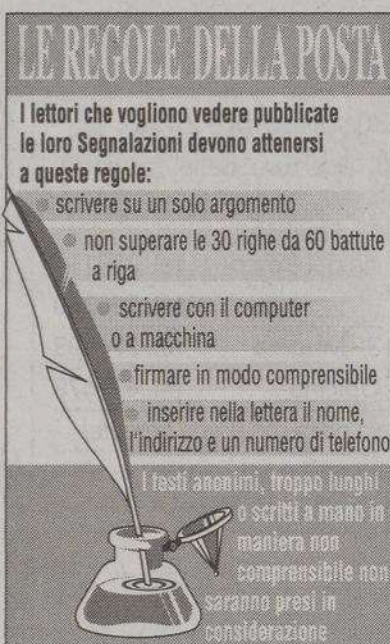 LE REGOLE DELLA POSTA
I lettori che vogliono vedere pubblicate
le loro Segnalazioni devono attenersi
a queste regole:
scrivere su un solo argomento
non superare le 30 righe da 60 battute
a riga
scrivere con il computer
o a macchina
firmare in modo comprensibile
inserire nella lettera il nome,
l'indirizzo e un numero di telefono
I testi anonimi, troppo lunghi
o scritti a mano in
maniera non
comprensibile non
saranno presi in
considerazione